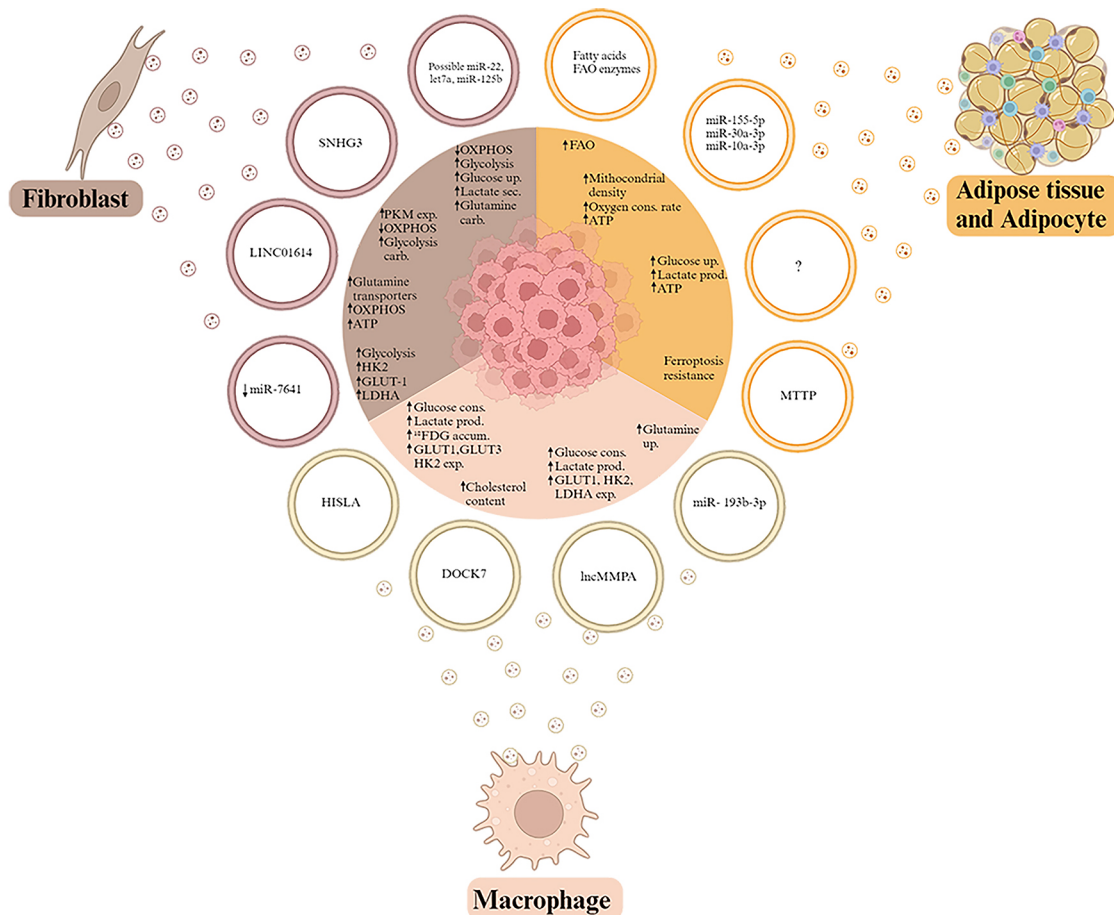 Possible miR-22,
let7a, miR-125b
Fatty acids
FAO enzymes
SNHG3
miR-155-5p
miR-30a-3p
miR-10a-3p
Fibroblast
Adipose tissue
and Adipocyte
LINC01614
?
↓miR-7641
MTTP
HISLA
miR- 193b-3p
DOCK7
lncMMPA
↓OXPHOS
↑Glycolysis
↑Glucose up.
↑Lactate sec.
↑Glutamine
carb.
↑PKM exp.
↓OXPHOS
↑Glycolysis
carb.
↑Glutamine
transporters
↑OXPHOS
↑ATP
↑Glycolysis
↑HK2
↑GLUT-1
↑LDHA
↑FAO
↑Mithocondrial
density
↑Oxygen cons. rate
↑ATP
↑Glucose up.
↑Lactate prod.
↑ATP
Ferroptosis
resistance
↑Glucose cons.
↑Lactate prod.
↑¹⁸FDG accum.
↑GLUT1,GLUT3
HK2 exp.
↑Cholesterol
content
↑Glucose cons.
↑Lactate prod.
↑GLUT1, HK2,
LDHA exp.
↑Glutamine
up.
Macrophage